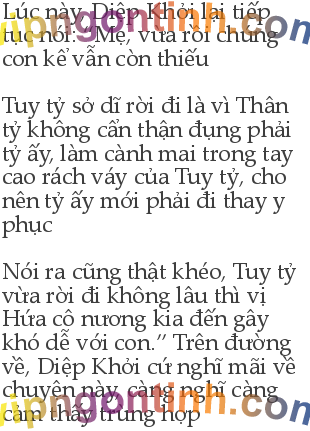 Lúc này, Diệp Khởi lại tiếp
tục nói: “Mẹ, vừa rồi chúng
con kể vẫn còn thiếu
Tuy tỷ sở dĩ rời đi là vì Thân
tỷ không cẩn thận đụng phải
tỷ ấy, làm cành mai trong tay
cao rách váy của Tuy tỷ, cho
nên tỷ ấy mới phải đi thay y
phục
Nói ra cũng thật khéo, Tuy tỷ
vừa rời đi không lâu thì vị
Hứa cô nương kia đến gây
khó dễ với con.” Trên đường
về, Diệp Khởi cứ nghĩ mãi về
chuyện này, càng nghĩ càng
cảm thấy trùng hợp